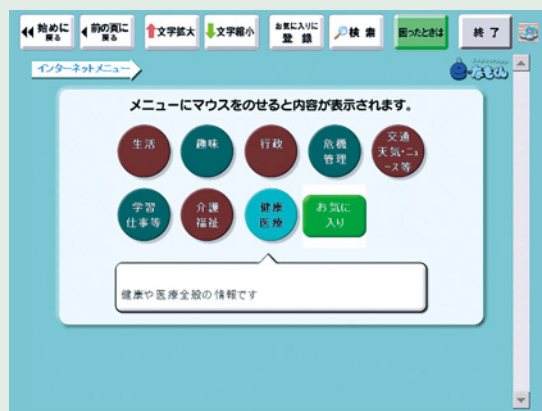 始めに
戻る
前の頁に
戻る
文字拡大
文字縮小
お気に入りに
登録
検索
困ったときは
終了
インターネットメニュー
メニューにマウスをのせると内容が表示されます。
生活
趣味
行政
危機
管理
交通
天気・ニュ
ース等
学習
仕事等
介護
福祉
健康
医療
お気に
入り
健康や医療全般の情報です